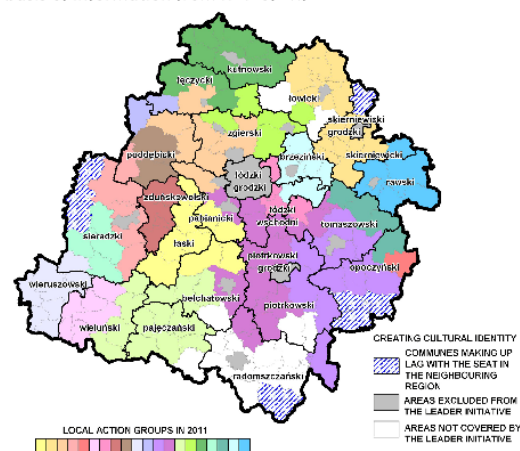 kutnowski
łęczycki
łowicki
skierniewicki
grodzki
zgierski
poddębicki
brzeziński
skierniewicki
łódzki
grodzki
rawski
zduńskowolski
pabianicki
łódzki
wschodni
sieradzki
tomaszowski
łaski
piotrkowski
grodzki
opoczyński
wieruszowski
bełchatowski
piotrkowski
wieluński
pajęczański
radomszczański
CREATING CULTURAL IDENTITY
COMMUNES MAKING UP
LAG WITH THE SEAT IN
THE NEIGHBOURING
REGION
AREAS EXCLUDED FROM
THE LEADER INITIATIVE
AREAS NOT COVERED BY
THE LEADER INITIATIVE
LOCAL ACTION GROUPS IN 2011